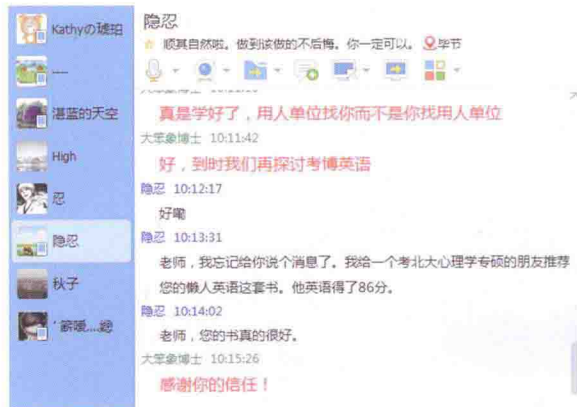 Kathyの琥珀
----
湛蓝的天空
High
忍
隐忍
秋子
隐忍
顺其自然啦。做到该做的不后悔。你一定可以。 毕节
真是学好了，用人单位找你而不是你找用人单位
大笨象博士 10:11:42
好，到时我们再探讨考博英语
隐忍 10:12:17
好嘞
隐忍 10:13:31
老师，我忘记给你说个消息了。我给一个考北大心理学专硕的朋友推荐
您的懒人英语这套书。他英语得了86分。
隐忍 10:14:02
老师，您的书真的很好。
大笨象博士 10:15:26
感谢你的信任！